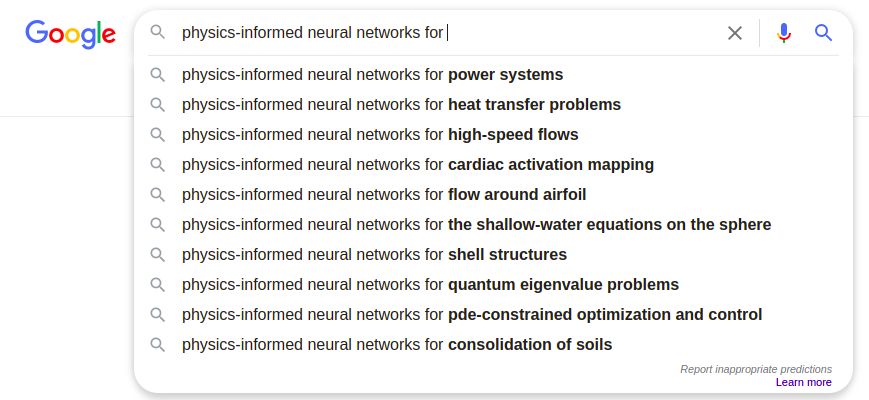 Google
physics-informed neural networks for
physics-informed neural networks for power systems
physics-informed neural networks for heat transfer problems
physics-informed neural networks for high-speed flows
physics-informed neural networks for cardiac activation mapping
physics-informed neural networks for flow around airfoil
physics-informed neural networks for the shallow-water equations on the sphere
physics-informed neural networks for shell structures
physics-informed neural networks for quantum eigenvalue problems
physics-informed neural networks for pde-constrained optimization and control
physics-informed neural networks for consolidation of soils
Report inappropriate predictions
Learn more